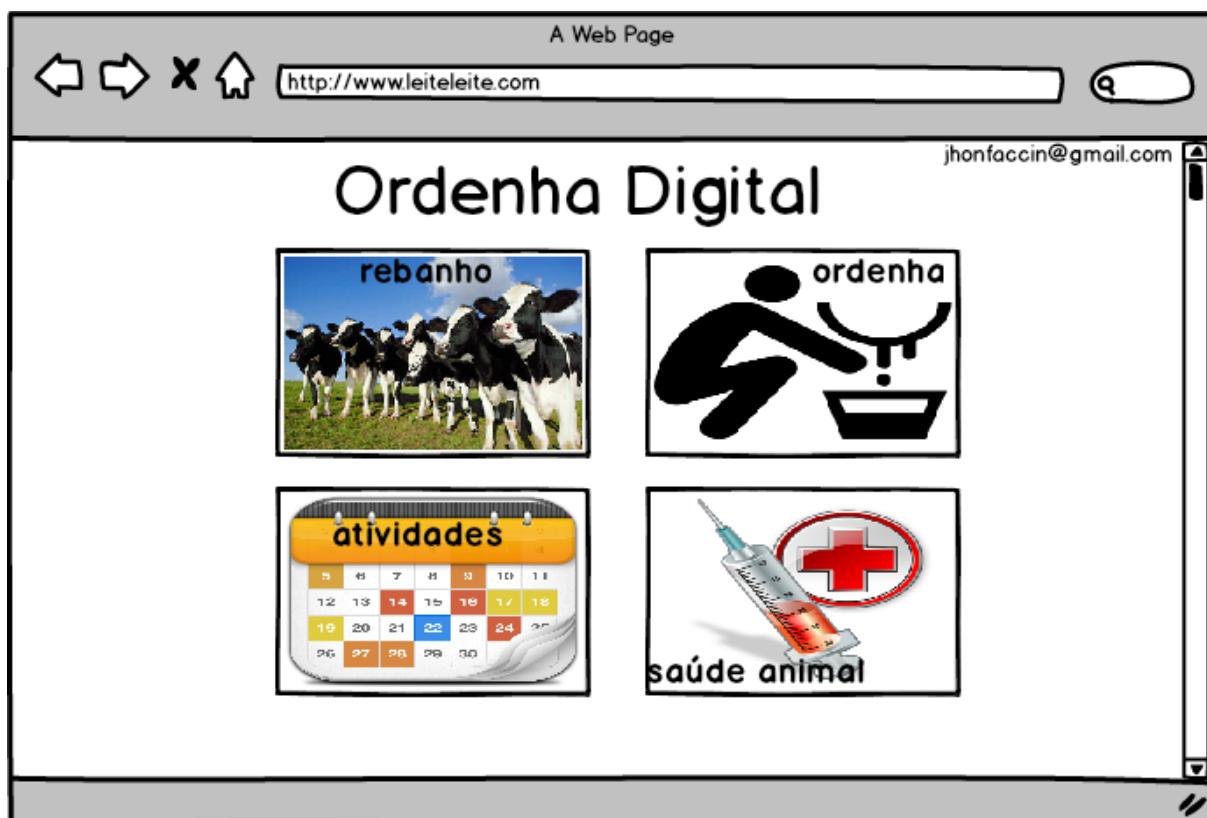 A Web Page
http://www.leiteleite.com
jhonfaccin@gmail.com
Ordenha Digital
rebanho
ordenha
atividades
5 6 7 8 9 10 11
12 13 14 15 16 17 18
19 20 21 22 23 24 25
26 27 28 29 30
saúde animal